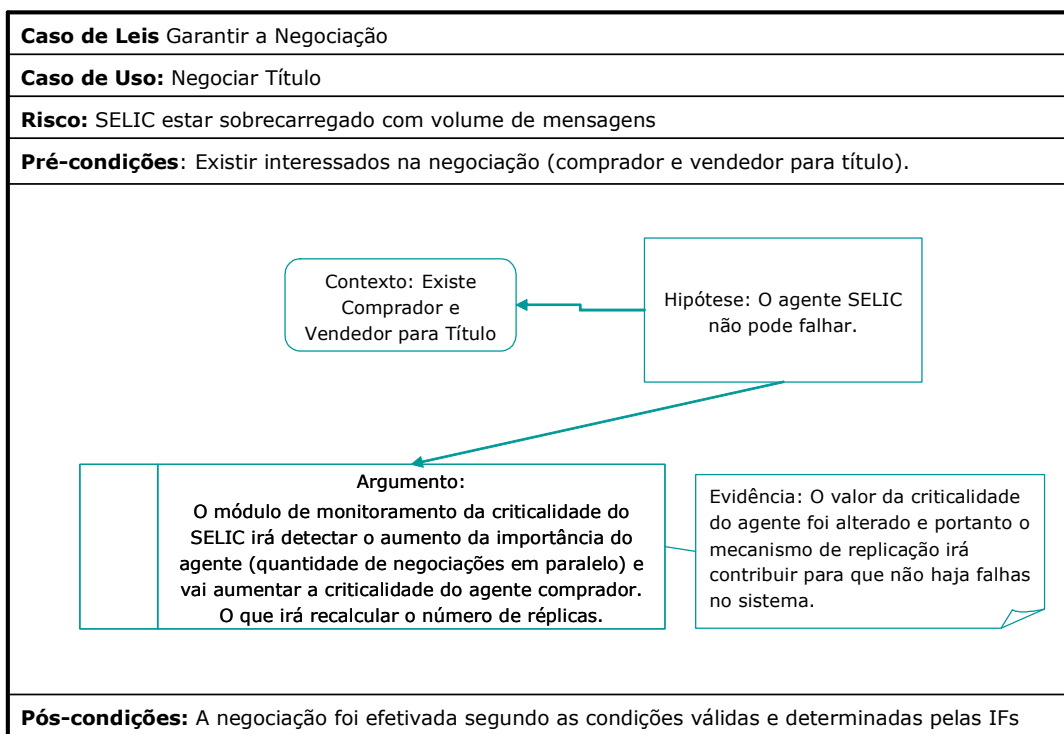 Caso de Leis Garantir a Negociação
Caso de Uso: Negociar Título
Risco: SELIC estar sobrecarregado com volume de mensagens
Pré-condições: Existir interessados na negociação (comprador e vendedor para título).
Contexto: Existe
Comprador e
Vendedor para Título
Hipótese: O agente SELIC
não pode falhar.
Argumento:
O módulo de monitoramento da criticalidade do
SELIC irá detectar o aumento da importância do
agente (quantidade de negociações em paralelo) e
vai aumentar a criticalidade do agente comprador.
O que irá recalcular o número de réplicas.
Evidência: O valor da criticalidade
do agente foi alterado e portanto o
mecanismo de replicação irá
contribuir para que não haja falhas
no sistema.
Pós-condições: A negociação foi efetivada segundo as condições válidas e determinadas pelas IFs